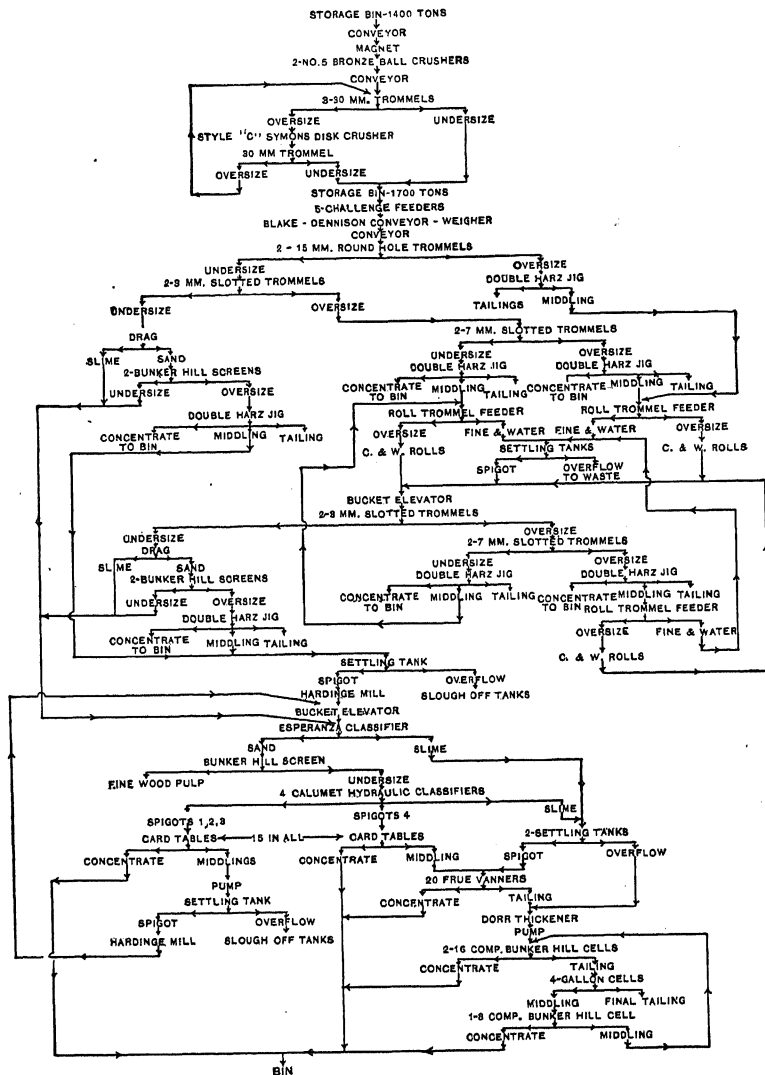 STORAGE BIN-1400 TONS
CONVEYOR
MAGNET
2-NO.5 BRONZE BALL CRUSHERS
CONVEYOR
3-30 MM. TROMMELS
OVERSIZE UNDERSIZE
STYLE "C" SYMONS DISK CRUSHER
30 MM TROMMEL
OVERSIZE UNDERSIZE
STORAGE BIN-1700 TONS
5-CHALLENGE FEEDERS
BLAKE - DENNISON CONVEYOR - WEIGHER
CONVEYOR
2 - 15 MM. ROUND HOLE TROMMELS
UNDERSIZE OVERSIZE
2-3 MM. SLOTTED TROMMELS DOUBLE HARZ JIG
UNDERSIZE OVERSIZE TAILINGS MIDDLING
DRAG 2-7 MM. SLOTTED TROMMELS
SLIME SAND UNDERSIZE OVERSIZE
2-BUNKER HILL SCREENS DOUBLE HARZ JIG DOUBLE HARZ JIG
UNDERSIZE OVERSIZE CONCENTRATE TO BIN MIDDLING TAILING CONCENTRATE TO BIN MIDDLING TAILING
DOUBLE HARZ JIG ROLL TROMMEL FEEDER ROLL TROMMEL FEEDER
CONCENTRATE TO BIN MIDDLING TAILING OVERSIZE FINE & WATER FINE & WATER OVERSIZE
C. & W. ROLLS SETTLING TANKS C. & W. ROLLS
SPIGOT OVERFLOW TO WASTE
BUCKET ELEVATOR
2-3 MM. SLOTTED TROMMELS
UNDERSIZE OVERSIZE
DRAG 2-7 MM. SLOTTED TROMMELS
SLIME SAND UNDERSIZE OVERSIZE
2-BUNKER HILL SCREENS DOUBLE HARZ JIG DOUBLE HARZ JIG
UNDERSIZE OVERSIZE CONCENTRATE TO BIN MIDDLING TAILING CONCENTRATE TO BIN MIDDLING TAILING
DOUBLE HARZ JIG ROLL TROMMEL FEEDER
CONCENTRATE TO BIN MIDDLING TAILING OVERSIZE FINE & WATER
SETTLING TANK C. & W. ROLLS
SPIGOT OVERFLOW
HARDINGE MILL SLOUGH OFF TANKS
BUCKET ELEVATOR
ESPERANZA CLASSIFIER
SAND SLIME
BUNKER HILL SCREEN
FINE WOOD PULP UNDERSIZE
4 CALUMET HYDRAULIC CLASSIFIERS
SPIGOTS 1,2,3 SPIGOTS 4 SLIME
CARD TABLES 15 IN ALL CARD TABLES 2-SETTLING TANKS
CONCENTRATE MIDDLINGS CONCENTRATE MIDDLING SPIGOT OVERFLOW
PUMP 20 FRUE VANNERS
SETTLING TANK CONCENTRATE TAILING
SPIGOT OVERFLOW DORR THICKENER
HARDINGE MILL SLOUGH OFF TANKS PUMP
2-16 COMP. BUNKER HILL CELLS
CONCENTRATE TAILING
4-GALLON CELLS
MIDDLING FINAL TAILING
1-8 COMP. BUNKER HILL CELL
CONCENTRATE MIDDLING
BIN